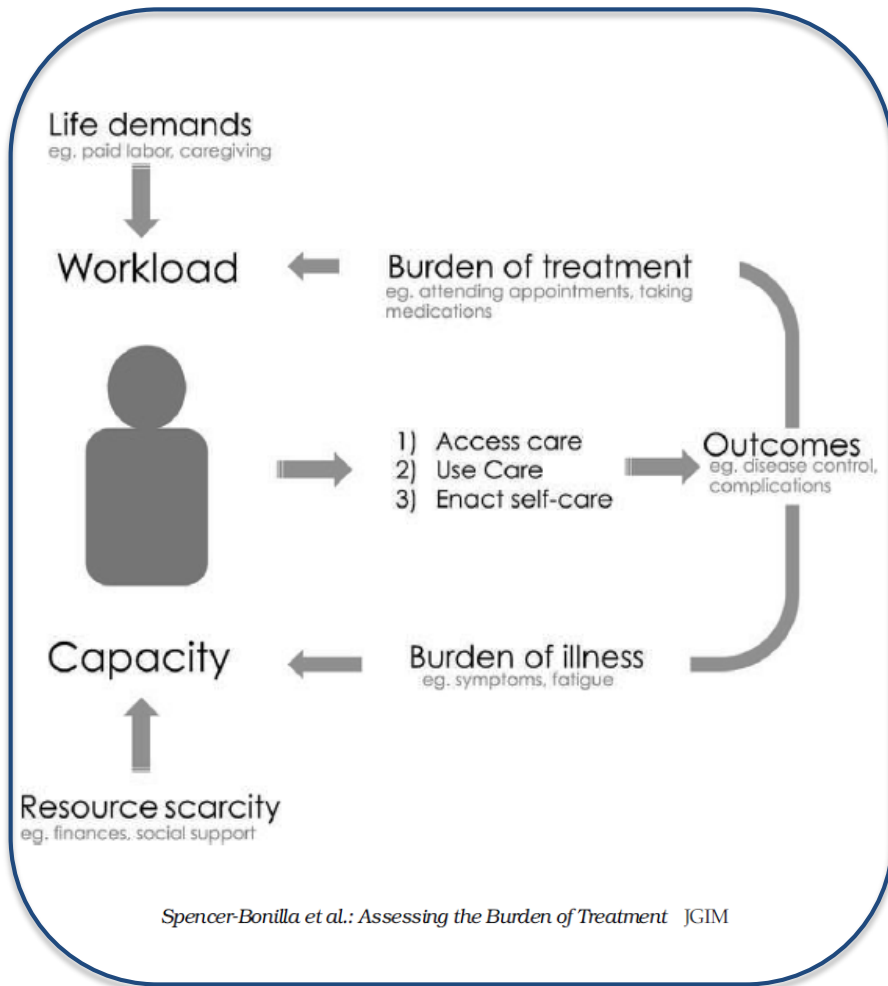 Life demands
eg. paid labor, caregiving
Workload
Burden of treatment
eg. attending appointments, taking
medications
1) Access care
2) Use Care
3) Enact self-care
Outcomes
eg. disease control,
complications
Capacity
Burden of illness
eg. symptoms, fatigue
Resource scarcity
eg. finances, social support
Spencer-Bonilla et al.: Assessing the Burden of Treatment JGIM